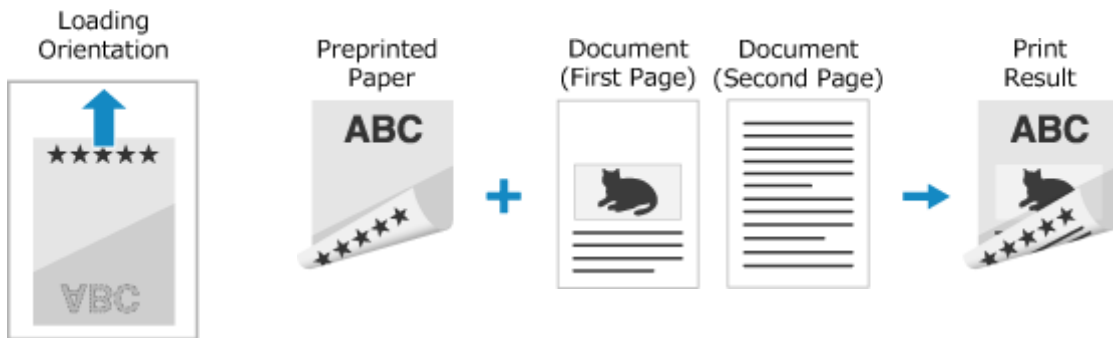 Loading
Orientation
Preprinted
Paper
Document
(First Page)
Document
(Second Page)
Print
Result
★★★★★
ABC
ABC
★★★★★
ABC
★★★★★